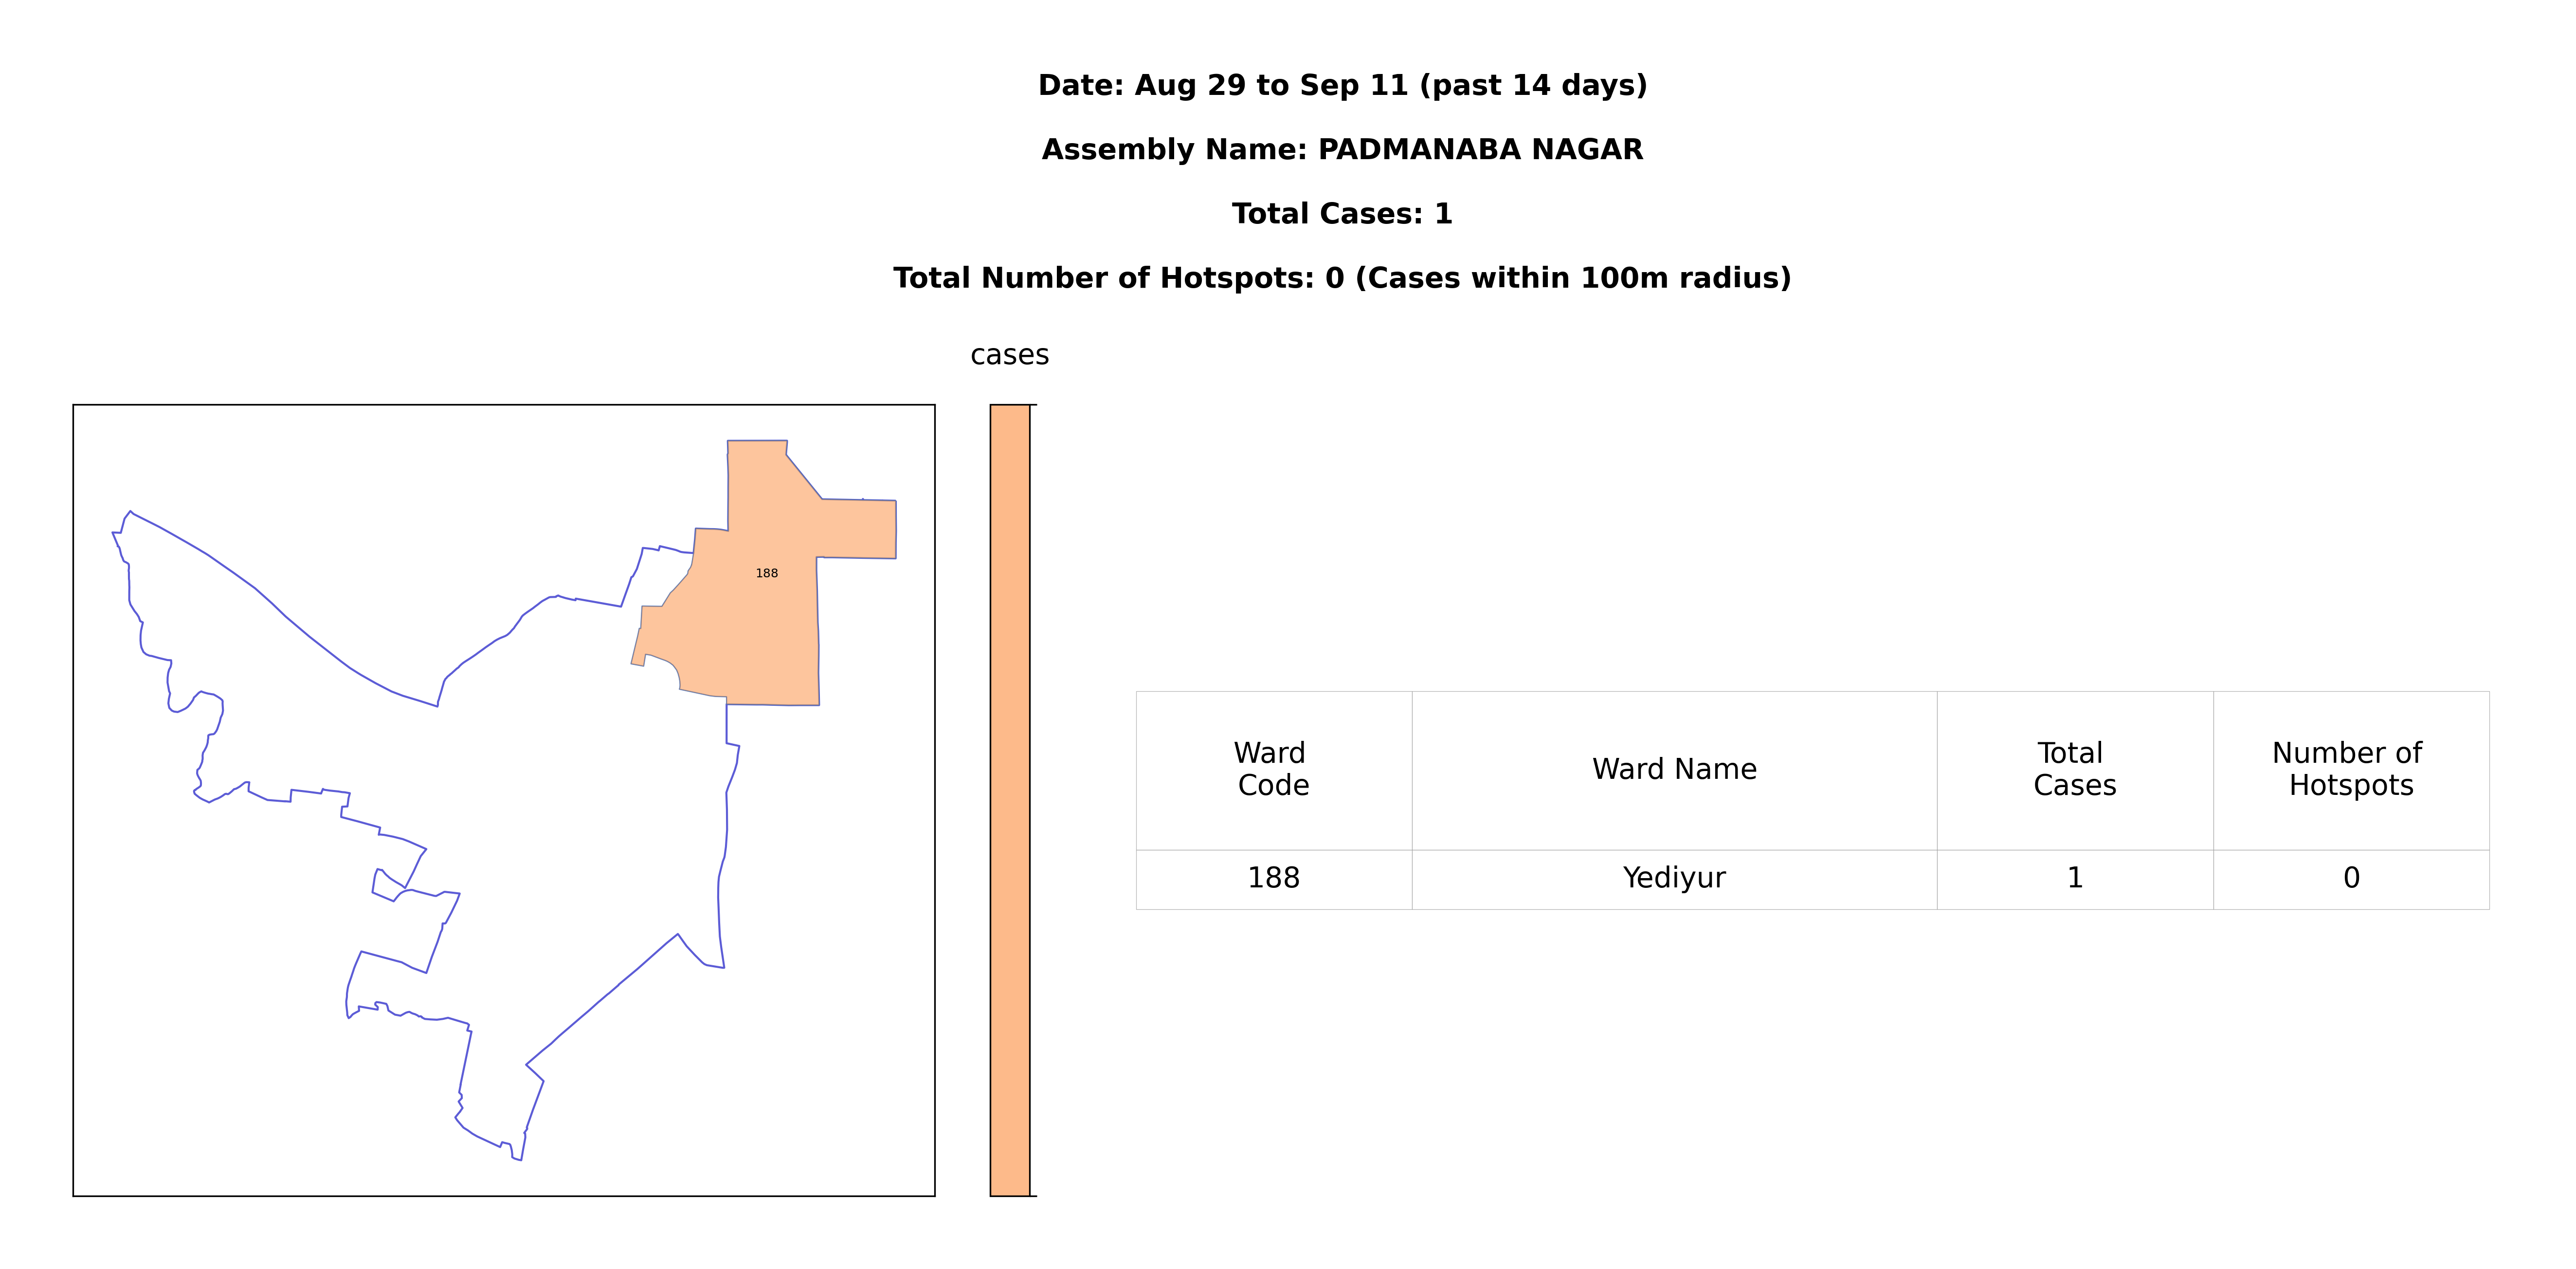 Date: Aug 29 to Sep 11 (past 14 days)
Assembly Name: PADMANABA NAGAR
Total Cases: 1
Total Number of Hotspots: 0 (Cases within 100m radius)
cases
188
Ward
Code
Ward Name
Total
Cases
Number of
Hotspots
188
Yediyur
1
0